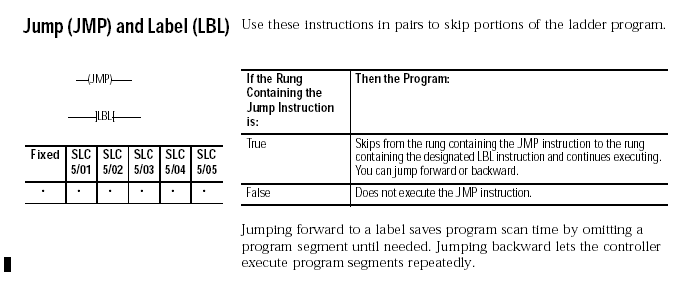 Jump (JMP) and Label (LBL)
Use these instructions in pairs to skip portions of the ladder program.
(JMP)
]LBL[
Fixed | SLC 5/01 | SLC 5/02 | SLC 5/03 | SLC 5/04 | SLC 5/05
• | • | • | • | • | •
If the Rung
Containing the
Jump Instruction
is:
Then the Program:
True
Skips from the rung containing the JMP instruction to the rung
containing the designated LBL instruction and continues executing.
You can jump forward or backward.
False
Does not execute the JMP instruction.
Jumping forward to a label saves program scan time by omitting a
program segment until needed. Jumping backward lets the controller
execute program segments repeatedly.